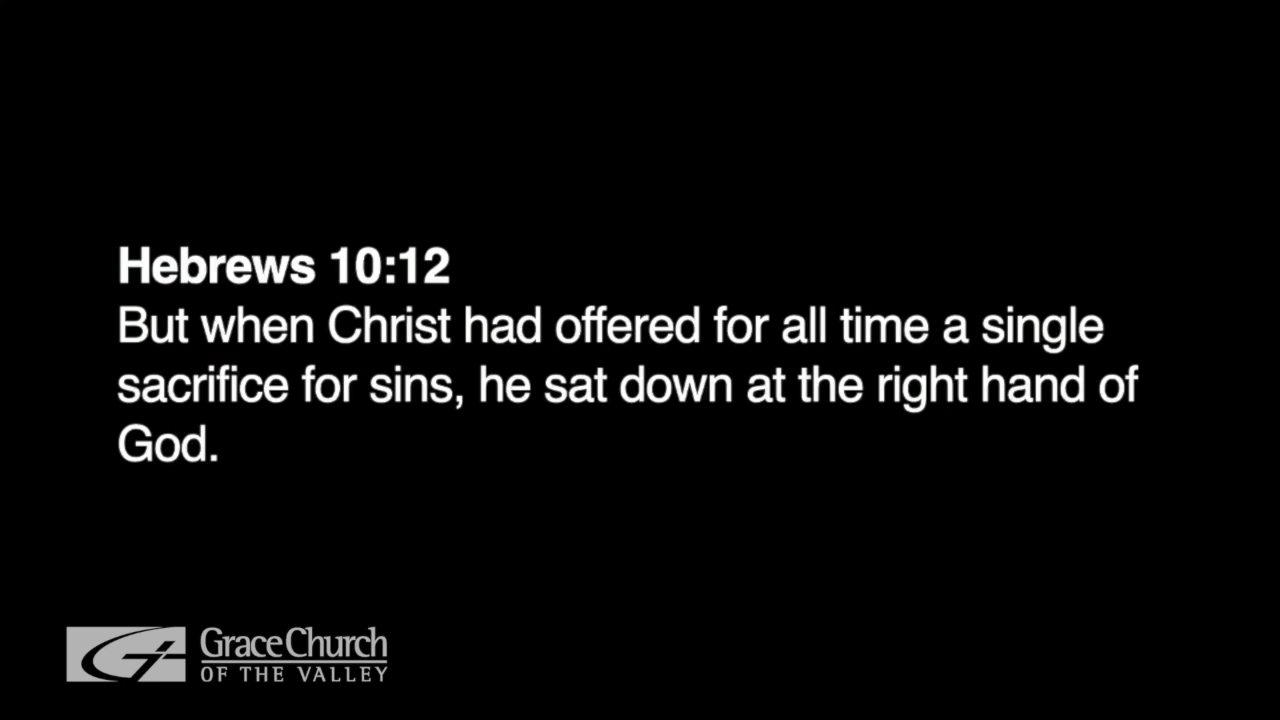 Hebrews 10:12
But when Christ had offered for all time a single
sacrifice for sins, he sat down at the right hand of
God.
Grace Church
OF THE VALLEY